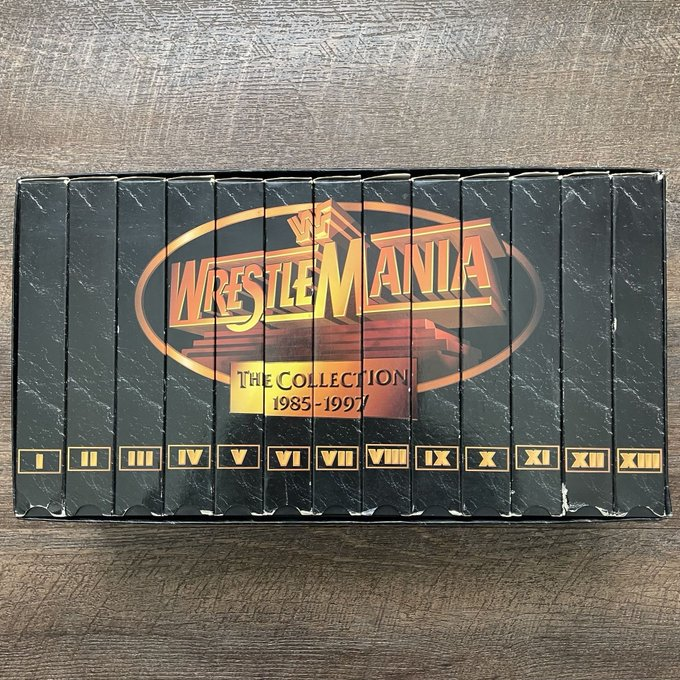 WF
WRESTLEMANIA
THE COLLECTION
1985-1997
I II III IV V VI VII VIII IX X XI XII XIII